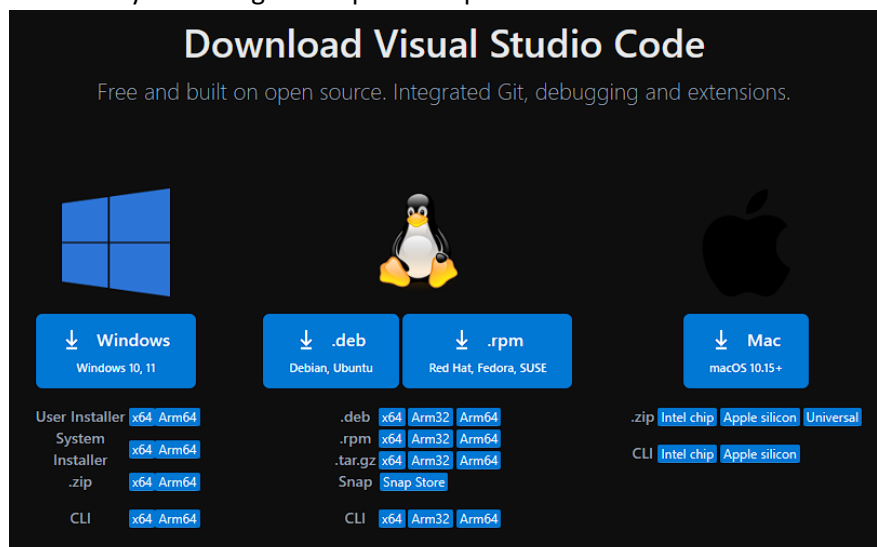 Download Visual Studio Code
Free and built on open source. Integrated Git, debugging and extensions.
Windows
Windows 10, 11
.deb
Debian, Ubuntu
.rpm
Red Hat, Fedora, SUSE
Mac
macOS 10.15+
User Installer x64 Arm64
System
Installer x64 Arm64
.zip x64 Arm64
CLI x64 Arm64
.deb x64 Arm32 Arm64
.rpm x64 Arm32 Arm64
.tar.gz x64 Arm32 Arm64
Snap Snap Store
CLI x64 Arm32 Arm64
.zip Intel chip Apple silicon Universal
CLI Intel chip Apple silicon